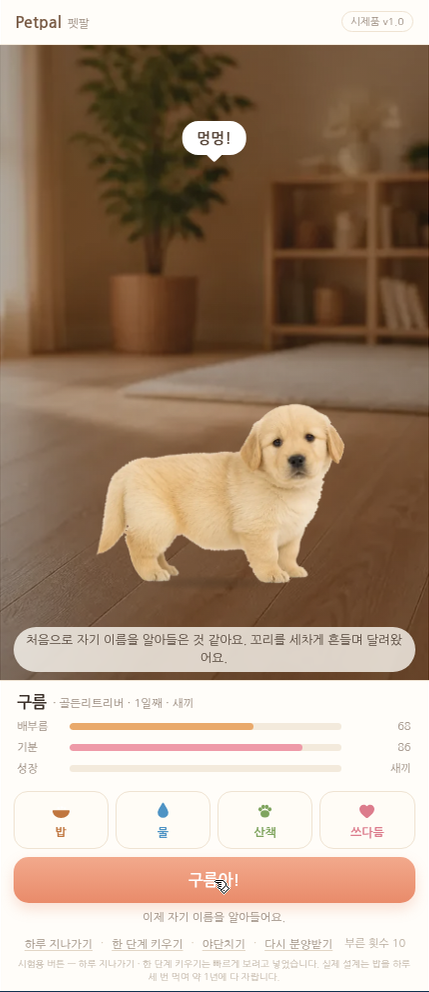 Petpal 펫팔
시제품 v1.0
멍멍!
처음으로 자기 이름을 알아들은 것 같아요. 꼬리를 세차게 흔들며 달려왔
어요.
구름 · 골든리트리버 · 1일째 · 새끼
배부름 68
기분 86
성장 새끼
밥 물 산책 쓰다듬
구름아!
이제 자기 이름을 알아들어요.
하루 지나가기 · 한 단계 키우기 · 야단치기 · 다시 분양받기 부른 횟수 10
시험용 버튼 — 하루 지나가기 · 한 단계 키우기는 빠르게 보려고 넣었습니다. 실제 설계는 밥을 하루
세 번 먹며 약 1년에 다 자랍니다.